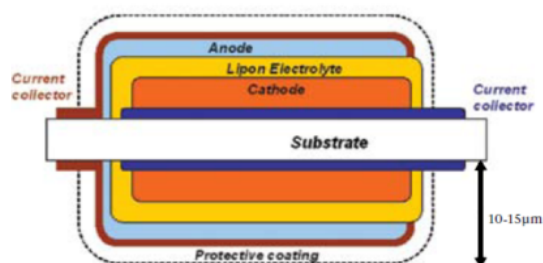 Anode
Lipon Electrolyte
Cathode
Current
collector
Current
collector
Substrate
10-15µm
Protective coating